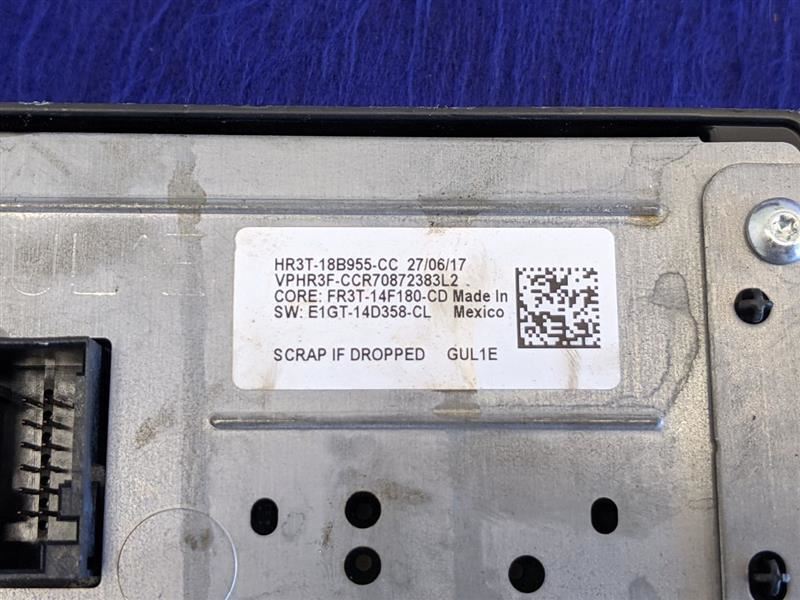 HR3T-18B955-CC 27/06/17
VPHR3F-CCR70872383L2
CORE: FR3T-14F180-CD Made In
SW: E1GT-14D358-CL Mexico
SCRAP IF DROPPED GUL1E